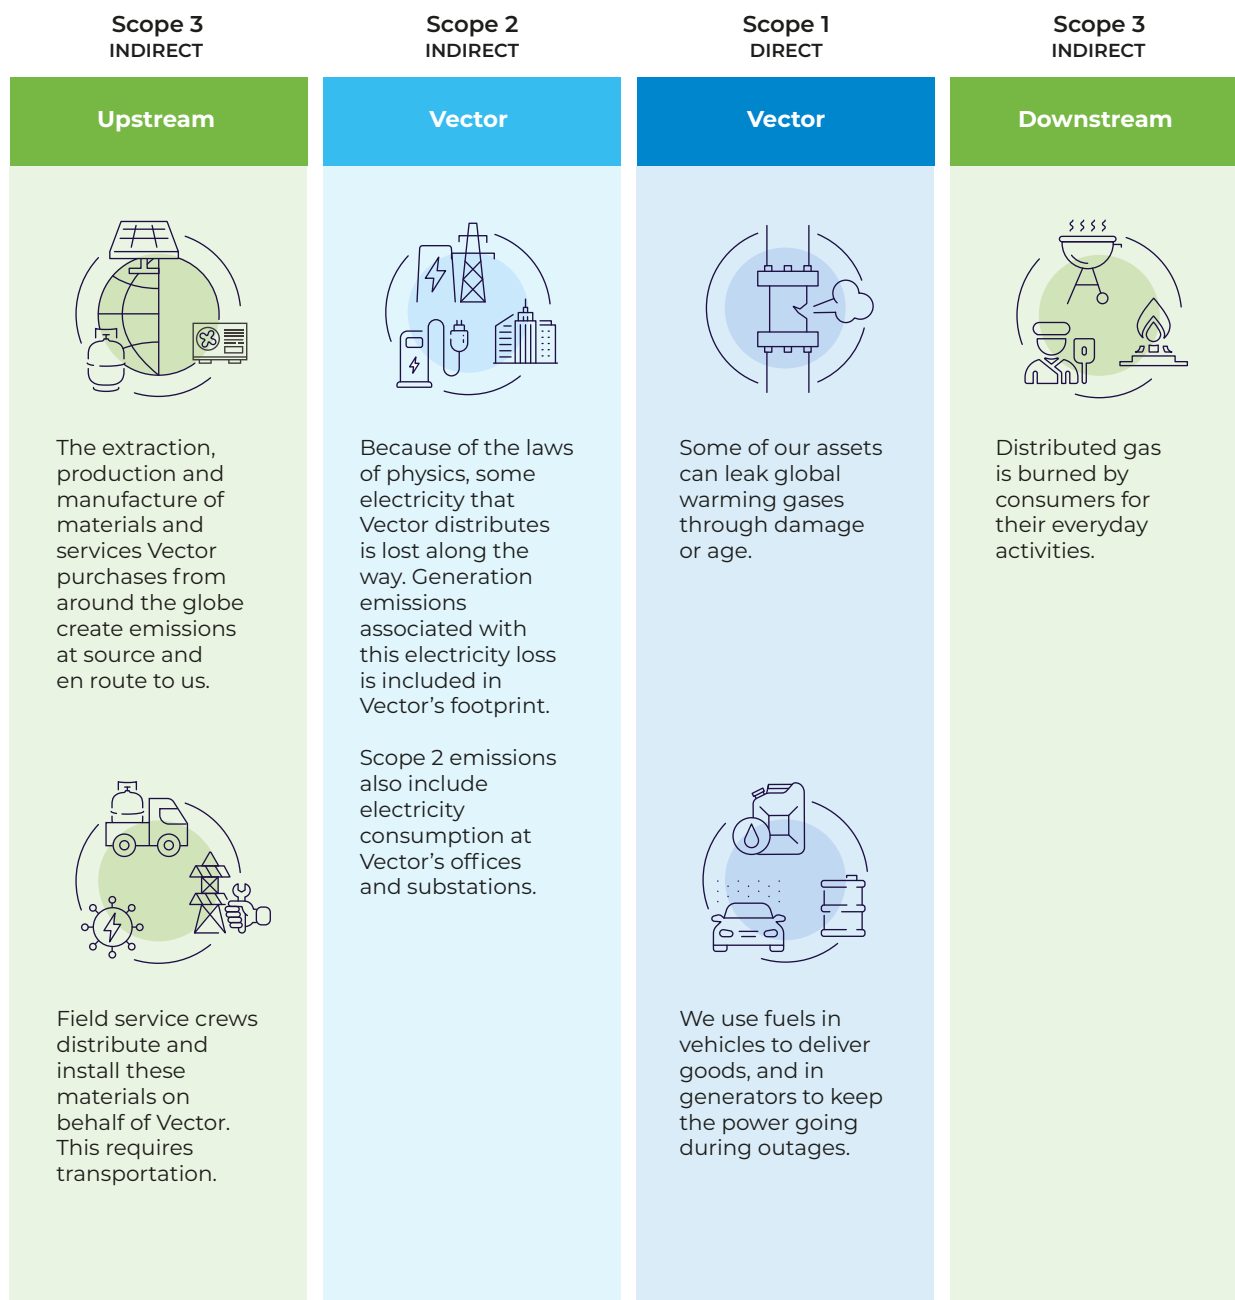 Scope 3
INDIRECT
Upstream
The extraction,
production and
manufacture of
materials and
services Vector
purchases from
around the globe
create emissions
at source and
en route to us.
Field service crews
distribute and
install these
materials on
behalf of Vector.
This requires
transportation.
Scope 2
INDIRECT
Vector
Because of the laws
of physics, some
electricity that
Vector distributes
is lost along the
way. Generation
emissions
associated with
this electricity loss
is included in
Vector’s footprint.
Scope 2 emissions
also include
electricity
consumption at
Vector’s offices
and substations.
Scope 1
DIRECT
Vector
Some of our assets
can leak global
warming gases
through damage
or age.
We use fuels in
vehicles to deliver
goods, and in
generators to keep
the power going
during outages.
Scope 3
INDIRECT
Downstream
Distributed gas
is burned by
consumers for
their everyday
activities.